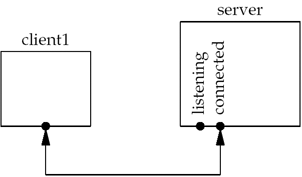 client1
server
listening
connected